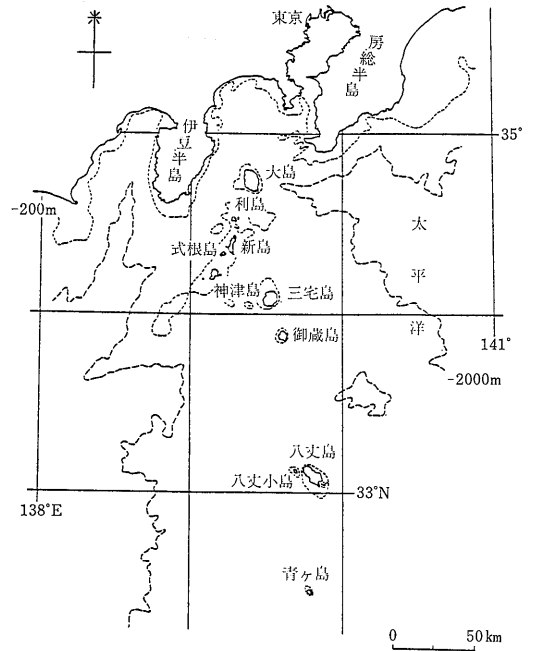 東京
房総半島
伊豆半島
35°
大島
利島
-200m
太平洋
式根島
新島
神津島
三宅島
御蔵島
141°
-2000m
八丈島
八丈小島
33°N
138°E
青ヶ島
0 50 km